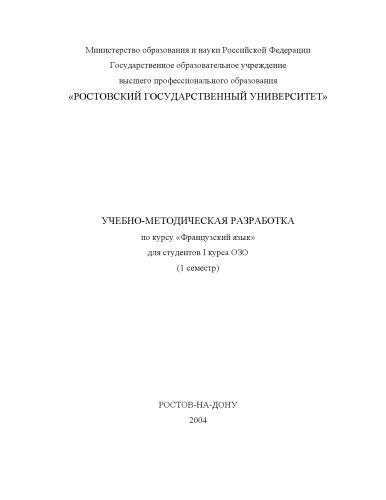 Министерство образования и науки Российской Федерации
Государственное образовательное учреждение
высшего профессионального образования
«РОСТОВСКИЙ ГОСУДАРСТВЕННЫЙ УНИВЕРСИТЕТ»
УЧЕБНО-МЕТОДИЧЕСКАЯ РАЗРАБОТКА
по курсу «Французский язык»
для студентов I курса ОЗО
(1 семестр)
РОСТОВ-НА-ДОНУ
2004